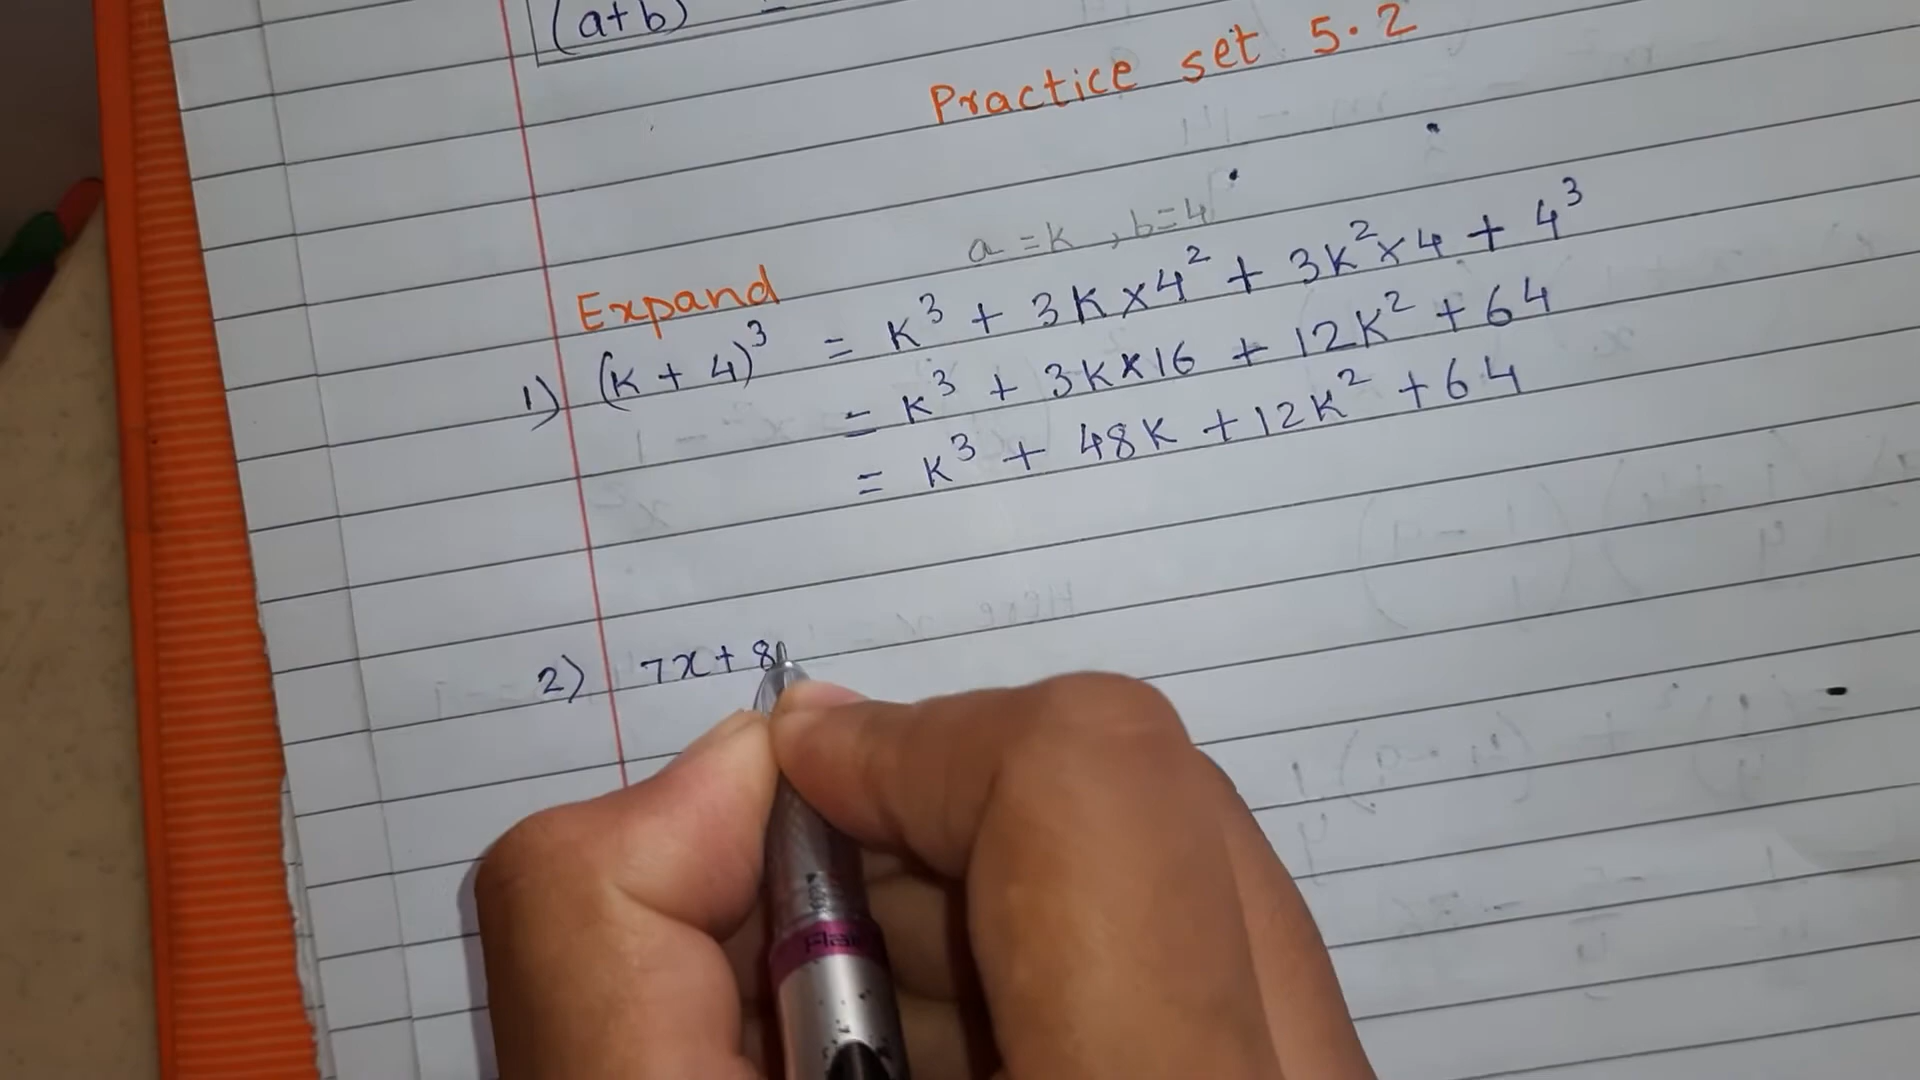 (a+b)
Practice set 5.2
a = k , b = 4
Expand
1) (k + 4)³ = k³ + 3k×4² + 3k²×4 + 4³
= k³ + 3k×16 + 12k² + 64
= k³ + 48k + 12k² + 64
2) 7x + 8